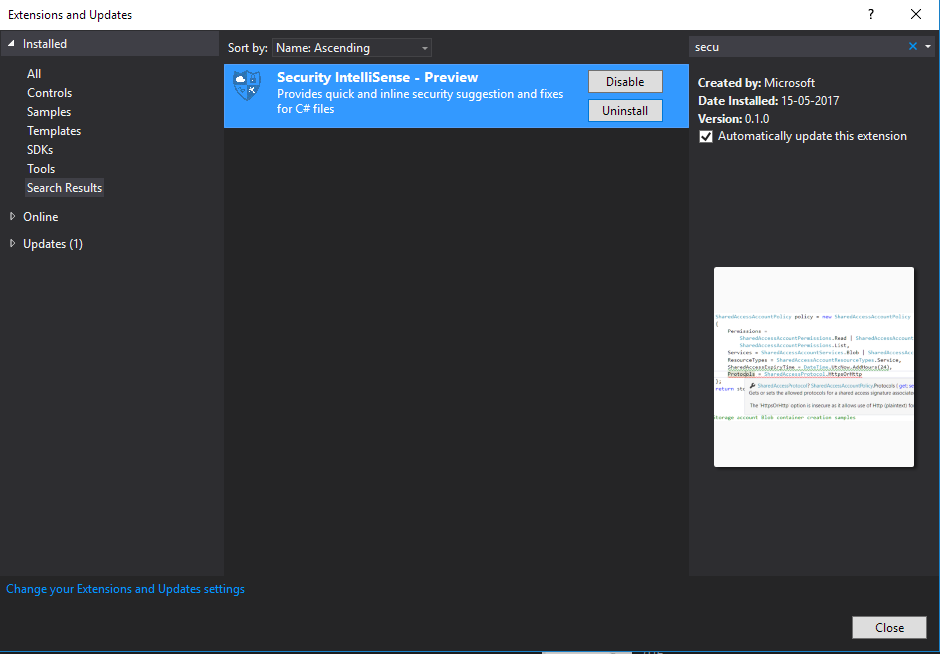 Extensions and Updates
?
Installed
Sort by: Name: Ascending
secu
All
Controls
Samples
Templates
SDKs
Tools
Search Results
Online
Updates (1)
Security IntelliSense - Preview
Provides quick and inline security suggestion and fixes
for C# files
Disable
Uninstall
Created by: Microsoft
Date Installed: 15-05-2017
Version: 0.1.0
Automatically update this extension
SharedAccessAccountPolicy policy = new SharedAccessAccountPolicy
{
Permissions =
SharedAccessAccountPermissions.Read | SharedAccessAccount
SharedAccessAccountPermissions.List,
Services = SharedAccessAccountServices.Blob | SharedAccessAcc
ResourceTypes = SharedAccessAccountResourceTypes.Service,
SharedAccessExpiryTime = DateTime.UtcNow.AddHours(24),
Protocols = SharedAccessProtocol.HttpsOrHttp
};
return sto
SharedAccessProtocol? SharedAccessAccountPolicy.Protocols { get; se
Gets or sets the allowed protocols for a shared access signature associated
The 'HttpsOrHttp' option is insecure as it allows use of Http (plaintext) fo
storage account Blob container creation samples
Change your Extensions and Updates settings
Close